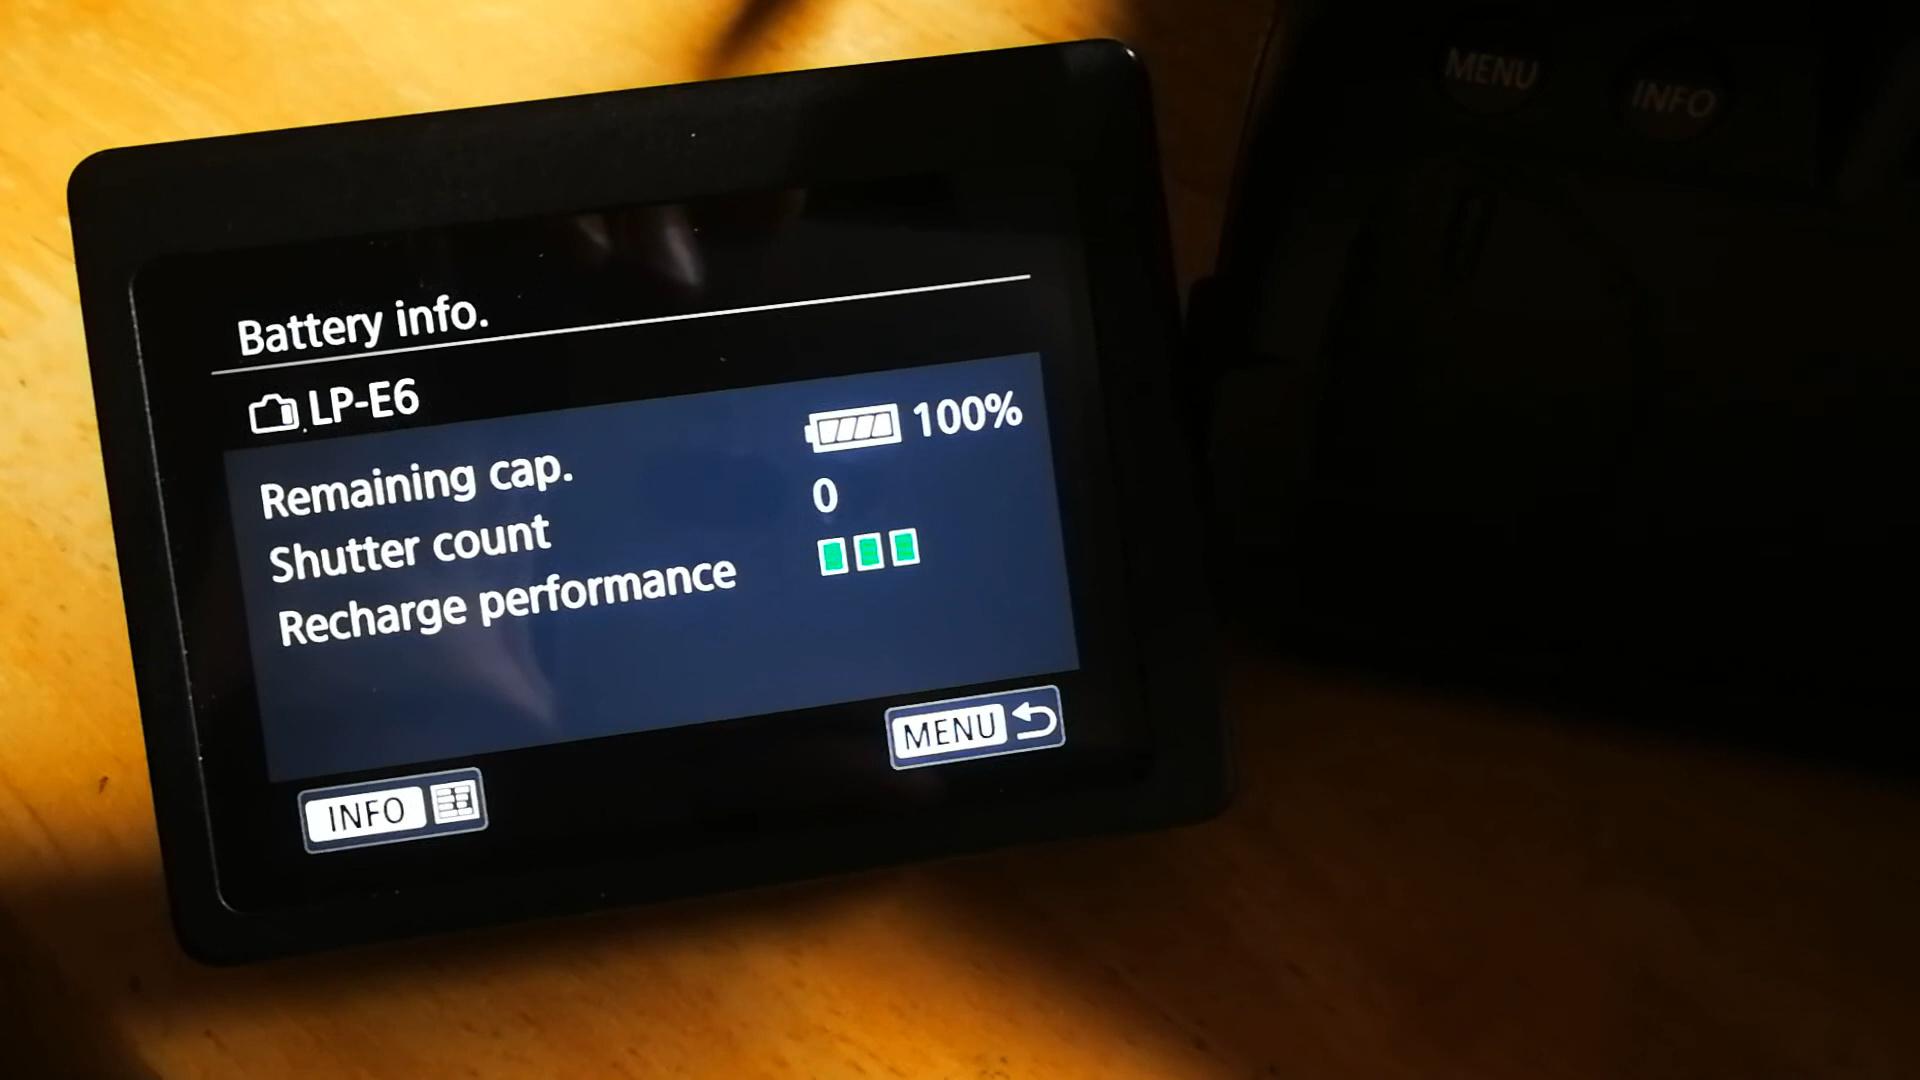 MENU INFO
Battery info.
LP-E6
Remaining cap. 100%
Shutter count 0
Recharge performance
MENU
INFO